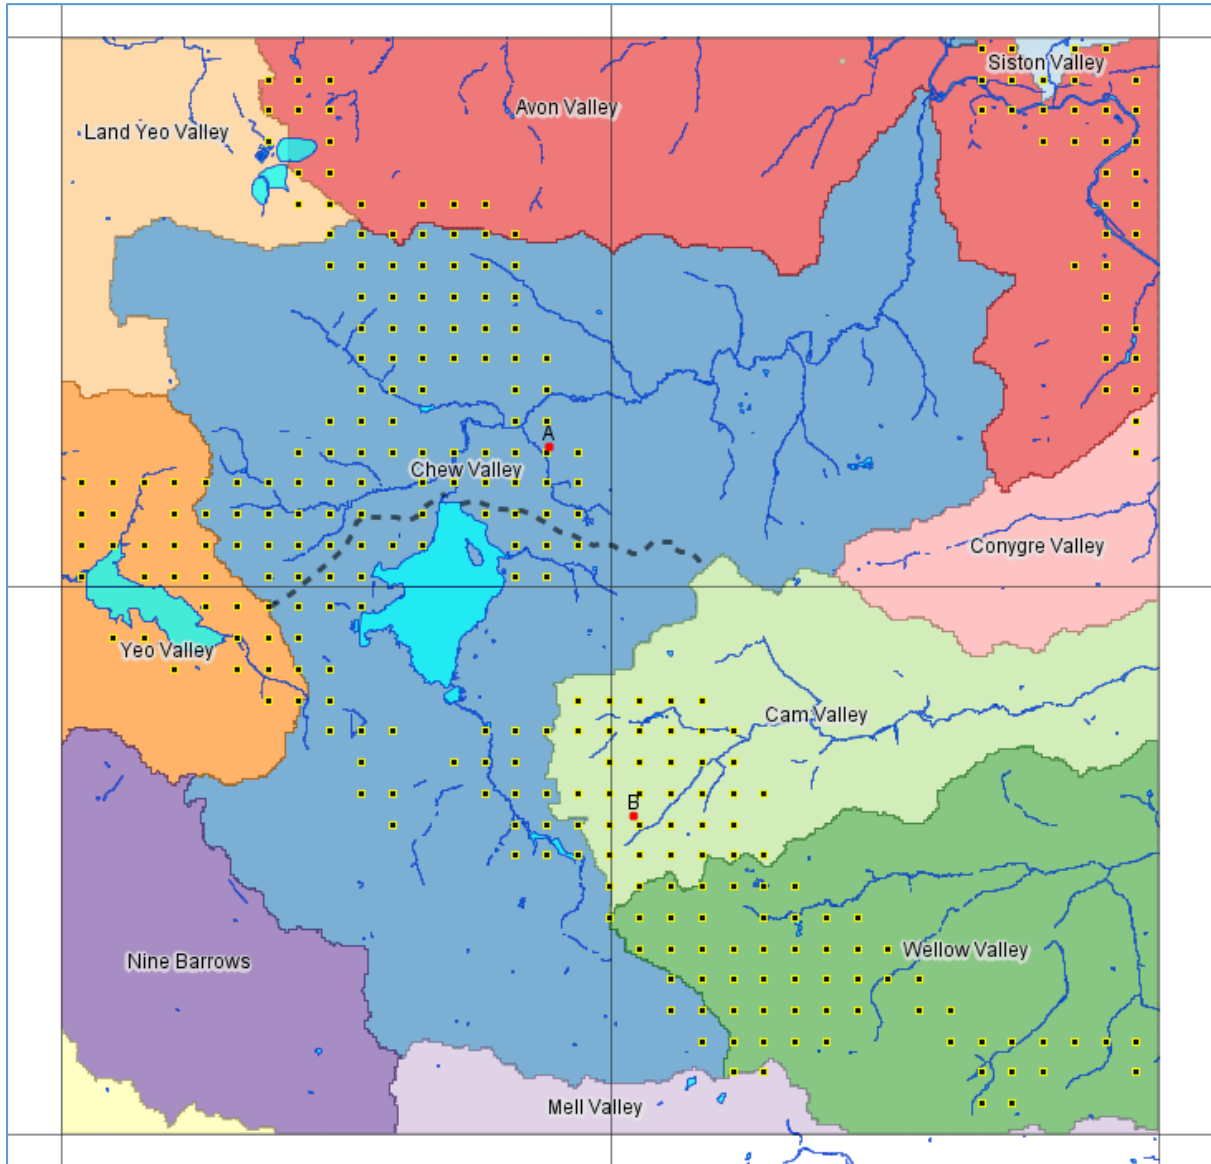 Siston Valley
Avon Valley
Land Yeo Valley
A
Chew Valley
Conygre Valley
Yeo Valley
Cam Valley
B
Wellow Valley
Nine Barrows
Mell Valley